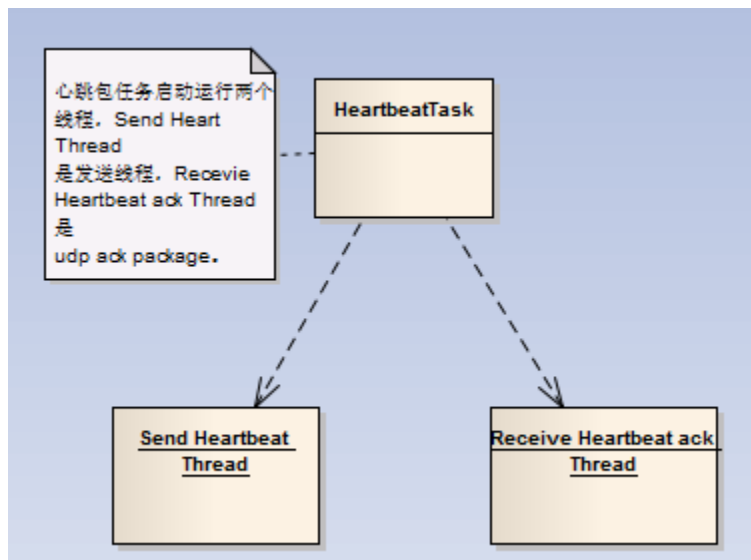 心跳包任务启动运行两个
线程，Send Heart
Thread
是发送线程，Recevie
Heartbeat ack Thread
是
udp ack package。
HeartbeatTask
Send Heartbeat
Thread
Receive Heartbeat ack
Thread